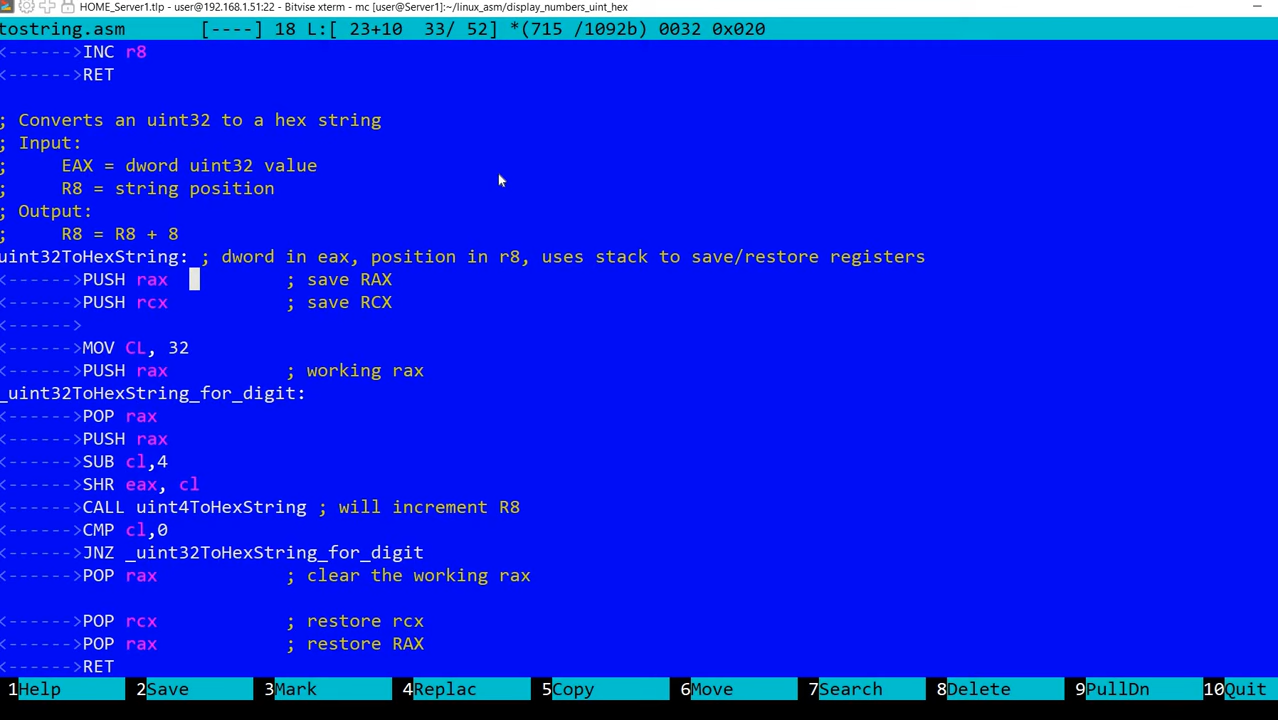 HOME_Server1.tlp - user@192.168.1.51:22 - Bitvise xterm - mc [user@Server1]:~/linux_asm/display_numbers_uint_hex
tostring.asm       [----] 18 L:[ 23+10  33/ 52] *(715 /1092b) 0032 0x020
<------>INC r8
<------>RET
; Converts an uint32 to a hex string
; Input:
;     EAX = dword uint32 value
;     R8 = string position
; Output:
;     R8 = R8 + 8
uint32ToHexString: ; dword in eax, position in r8, uses stack to save/restore registers
<------>PUSH rax           ; save RAX
<------>PUSH rcx           ; save RCX
<------>
<------>MOV CL, 32
<------>PUSH rax           ; working rax
_uint32ToHexString_for_digit:
<------>POP rax
<------>PUSH rax
<------>SUB cl,4
<------>SHR eax, cl
<------>CALL uint4ToHexString ; will increment R8
<------>CMP cl,0
<------>JNZ _uint32ToHexString_for_digit
<------>POP rax            ; clear the working rax
<------>POP rcx            ; restore rcx
<------>POP rax            ; restore RAX
<------>RET
1Help 2Save 3Mark 4Replac 5Copy 6Move 7Search 8Delete 9PullDn 10Quit